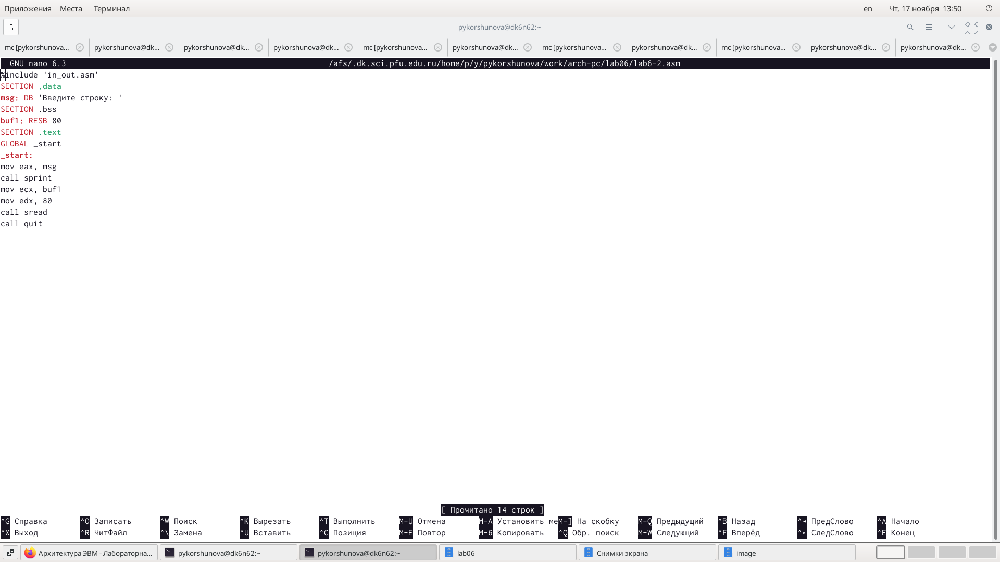 Приложения Места Терминал en Чт, 17 ноября 13:50
pykorshunova@dk6n62:~
mc [pykorshunova... pykorshunova@dk... pykorshunova@dk... pykorshunova@dk... mc [pykorshunova... pykorshunova@dk... mc [pykorshunova... pykorshunova@dk... mc [pykorshunova... pykorshunova@dk... pykorshunova@dk...
GNU nano 6.3 /afs/.dk.sci.pfu.edu.ru/home/p/y/pykorshunova/work/arch-pc/lab06/lab6-2.asm
%include 'in_out.asm'
SECTION .data
msg: DB 'Введите строку: '
SECTION .bss
buf1: RESB 80
SECTION .text
GLOBAL _start
_start:
mov eax, msg
call sprint
mov ecx, buf1
mov edx, 80
call sread
call quit
[ Прочитано 14 строк ]
^G Справка ^O Записать ^W Поиск ^K Вырезать ^T Выполнить M-U Отмена M-A Установить меM-] На скобку M-Q Предыдущий ^B Назад ^◂ ПредСлово ^A Начало
^X Выход ^R ЧитФайл ^\ Замена ^U Вставить ^C Позиция M-E Повтор M-6 Копировать ^Q Обр. поиск M-W Следующий ^F Вперёд ^▸ СледСлово ^E Конец
Архитектура ЭВМ - Лабораторна... pykorshunova@dk6n62:~ pykorshunova@dk6n62:~ lab06 Снимки экрана image